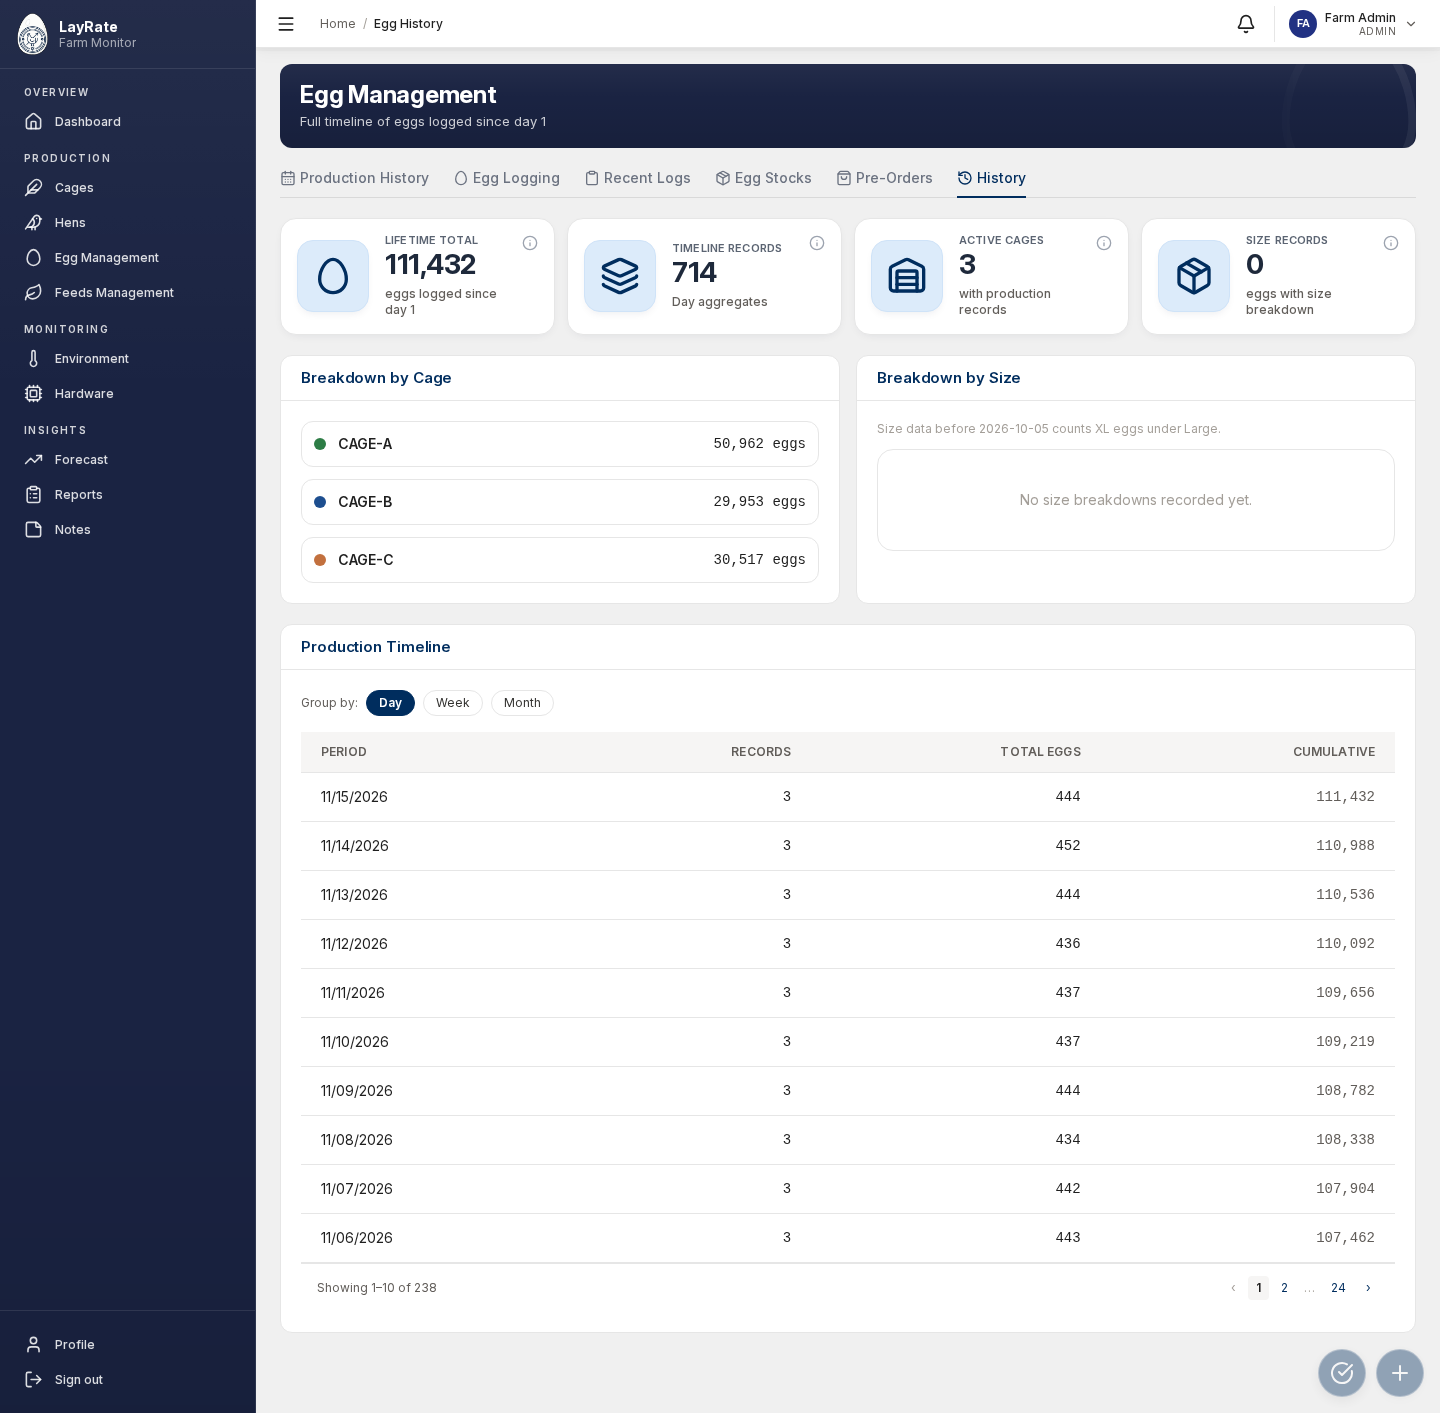 LayRate
Farm Monitor
OVERVIEW
Dashboard
PRODUCTION
Cages
Hens
Egg Management
Feeds Management
MONITORING
Environment
Hardware
INSIGHTS
Forecast
Reports
Notes
Profile
Sign out
Home / Egg History
FA
Farm Admin
ADMIN
Egg Management
Full timeline of eggs logged since day 1
Production History
Egg Logging
Recent Logs
Egg Stocks
Pre-Orders
History
LIFETIME TOTAL
111,432
eggs logged since
day 1
TIMELINE RECORDS
714
Day aggregates
ACTIVE CAGES
3
with production
records
SIZE RECORDS
0
eggs with size
breakdown
Breakdown by Cage
CAGE-A 50,962 eggs
CAGE-B 29,953 eggs
CAGE-C 30,517 eggs
Breakdown by Size
Size data before 2026-10-05 counts XL eggs under Large.
No size breakdowns recorded yet.
Production Timeline
Group by: Day Week Month
PERIOD RECORDS TOTAL EGGS CUMULATIVE
11/15/2026 3 444 111,432
11/14/2026 3 452 110,988
11/13/2026 3 444 110,536
11/12/2026 3 436 110,092
11/11/2026 3 437 109,656
11/10/2026 3 437 109,219
11/09/2026 3 444 108,782
11/08/2026 3 434 108,338
11/07/2026 3 442 107,904
11/06/2026 3 443 107,462
Showing 1–10 of 238
‹ 1 2 … 24 ›